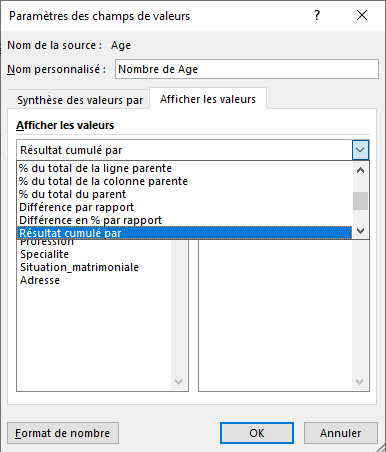 Paramètres des champs de valeurs
Nom de la source : Age
Nom personnalisé : Nombre de Age
Synthèse des valeurs par
Afficher les valeurs
Afficher les valeurs
Résultat cumulé par
% du total de la ligne parente
% du total de la colonne parente
% du total du parent
Différence par rapport
Différence en % par rapport
Résultat cumulé par
Profession
Specialite
Situation_matrimoniale
Adresse
Format de nombre
OK
Annuler